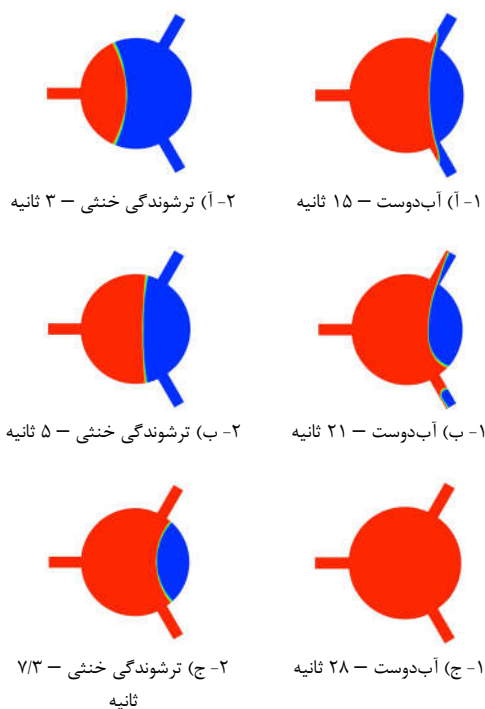 ۱- آ) آب‌دوست – ۱۵ ثانیه
۲- آ) ترشوندگی خنثی – ۳ ثانیه
۱- ب) آب‌دوست – ۲۱ ثانیه
۲- ب) ترشوندگی خنثی – ۵ ثانیه
۱- ج) آب‌دوست – ۲۸ ثانیه
۲- ج) ترشوندگی خنثی – ۷/۳
ثانیه